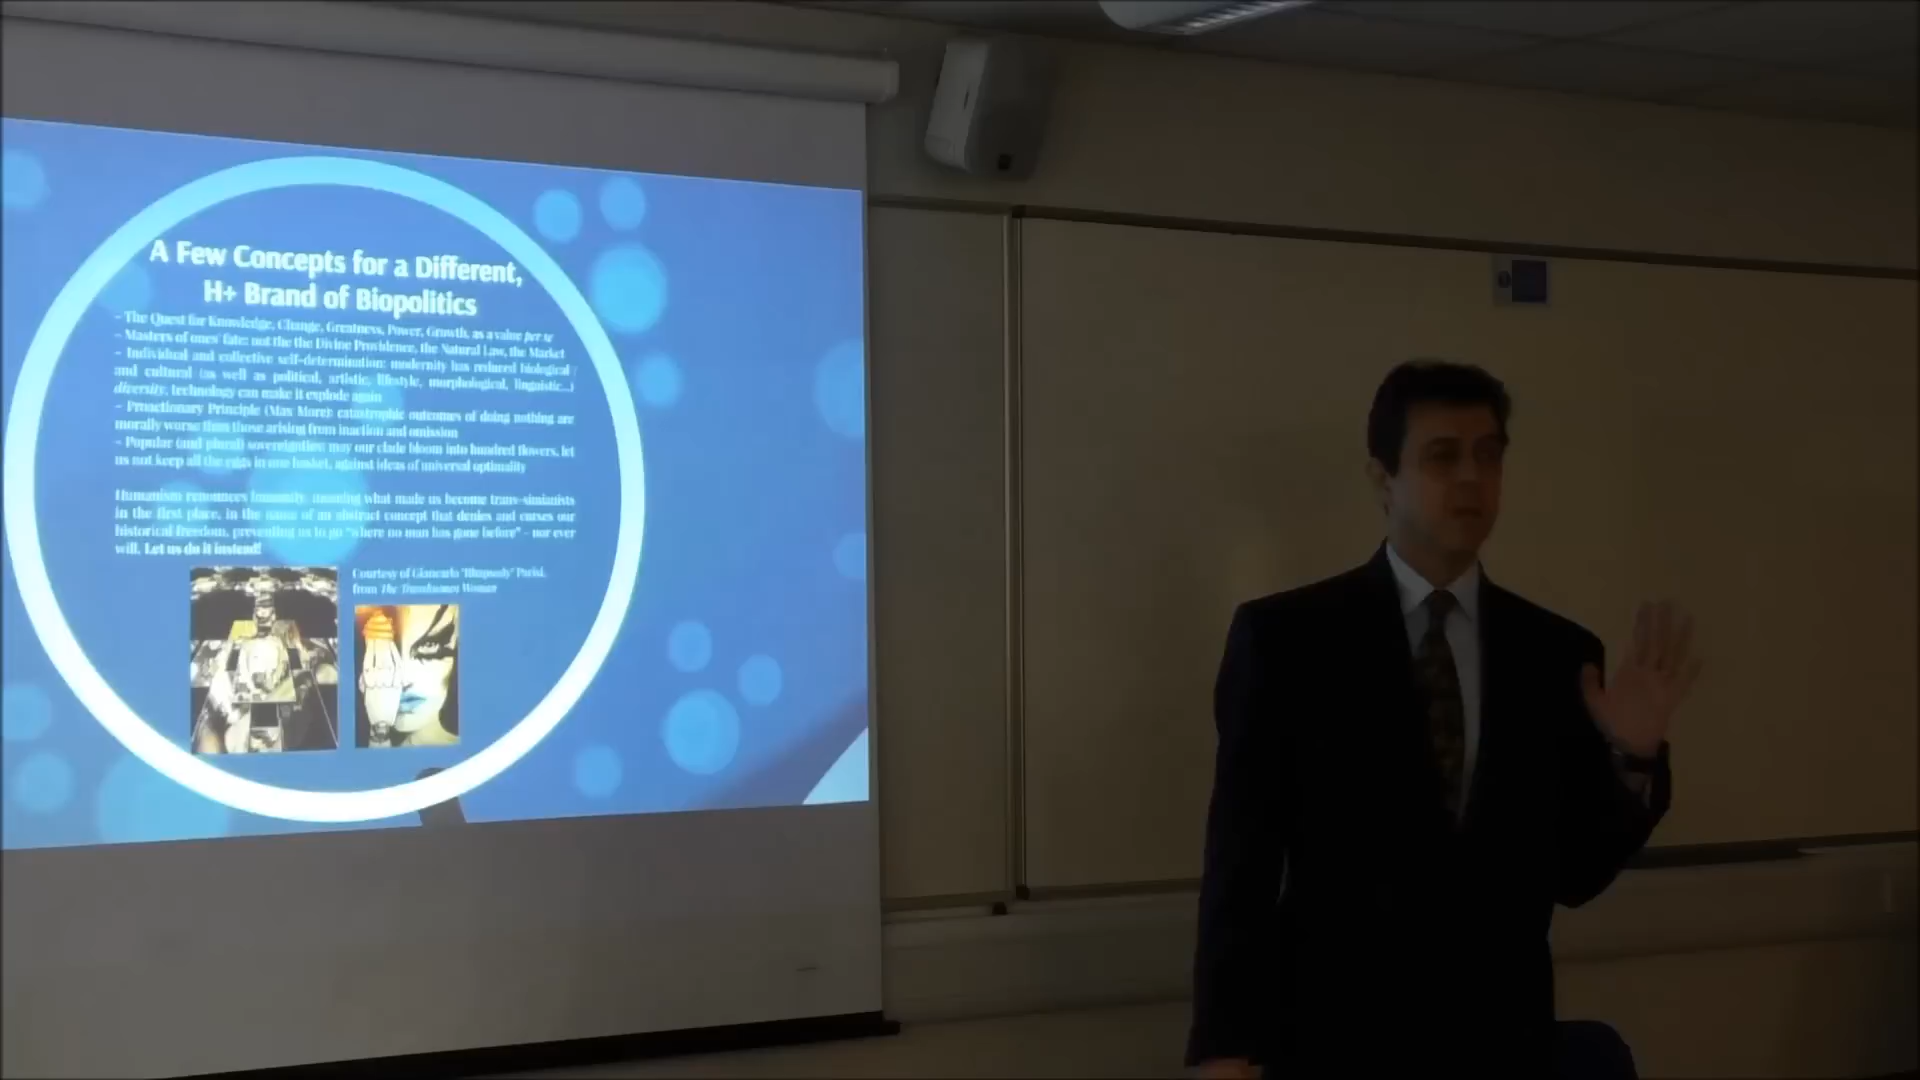 A Few Concepts for a Different,
H+ Brand of Biopolitics
- The Quest for Knowledge, Change, Greatness, Power, Growth, as a value per se
- Masters of ones' fate: not the the Divine Providence, the Natural Law, the Market
- Individual and collective self-determination: modernity has reduced biological /
and cultural (as well as political, artistic, lifestyle, morphological, linguistic...)
diversity, technology can make it explode again
- Proactionary Principle (Max More): catastrophic outcomes of doing nothing are
morally worse than those arising from inaction and omission
- Popular (and plural) sovereignties: may our clade bloom into hundred flowers, let
us not keep all the eggs in one basket, against ideas of universal optimality
Humanism renounces humanity, meaning what made us become trans-simianists
in the first place, in the name of an abstract concept that denies and curses our
historical freedom, preventing us to go "where no man has gone before" - nor ever
will. Let us do it instead!
Courtesy of Giancarlo "Rhapsody" Parisi,
from The Transhuman Woman